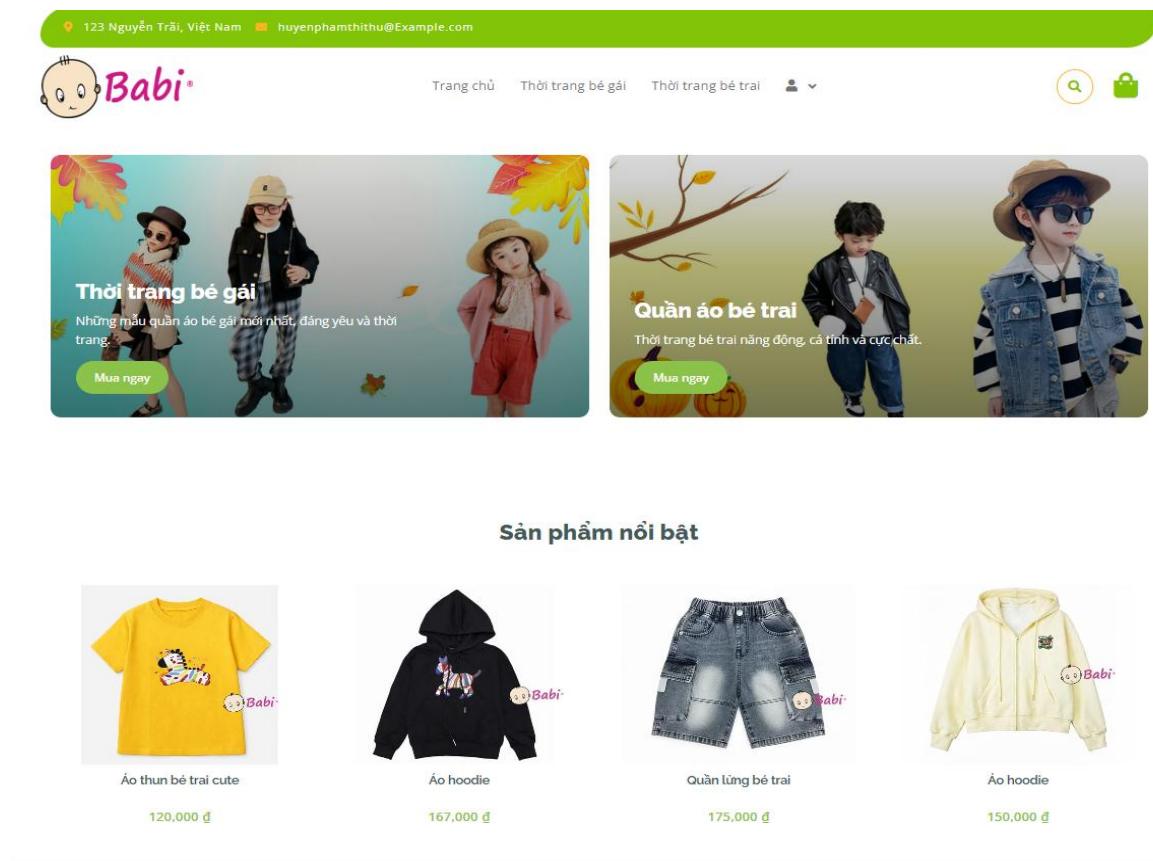 123 Nguyễn Trãi, Việt Nam huyenphamthithu@Example.com
Babi®
Trang chủ Thời trang bé gái Thời trang bé trai
Thời trang bé gái
Những mẫu quần áo bé gái mới nhất, đáng yêu và thời
trang.
Mua ngay
Quần áo bé trai
Thời trang bé trai năng động, cá tính và cực chất.
Mua ngay
Sản phẩm nổi bật
Babi
Babi
Babi
Babi
Áo thun bé trai cute
Áo hoodie
Quần lửng bé trai
Áo hoodie
120,000 ₫
167,000 ₫
175,000 ₫
150,000 ₫